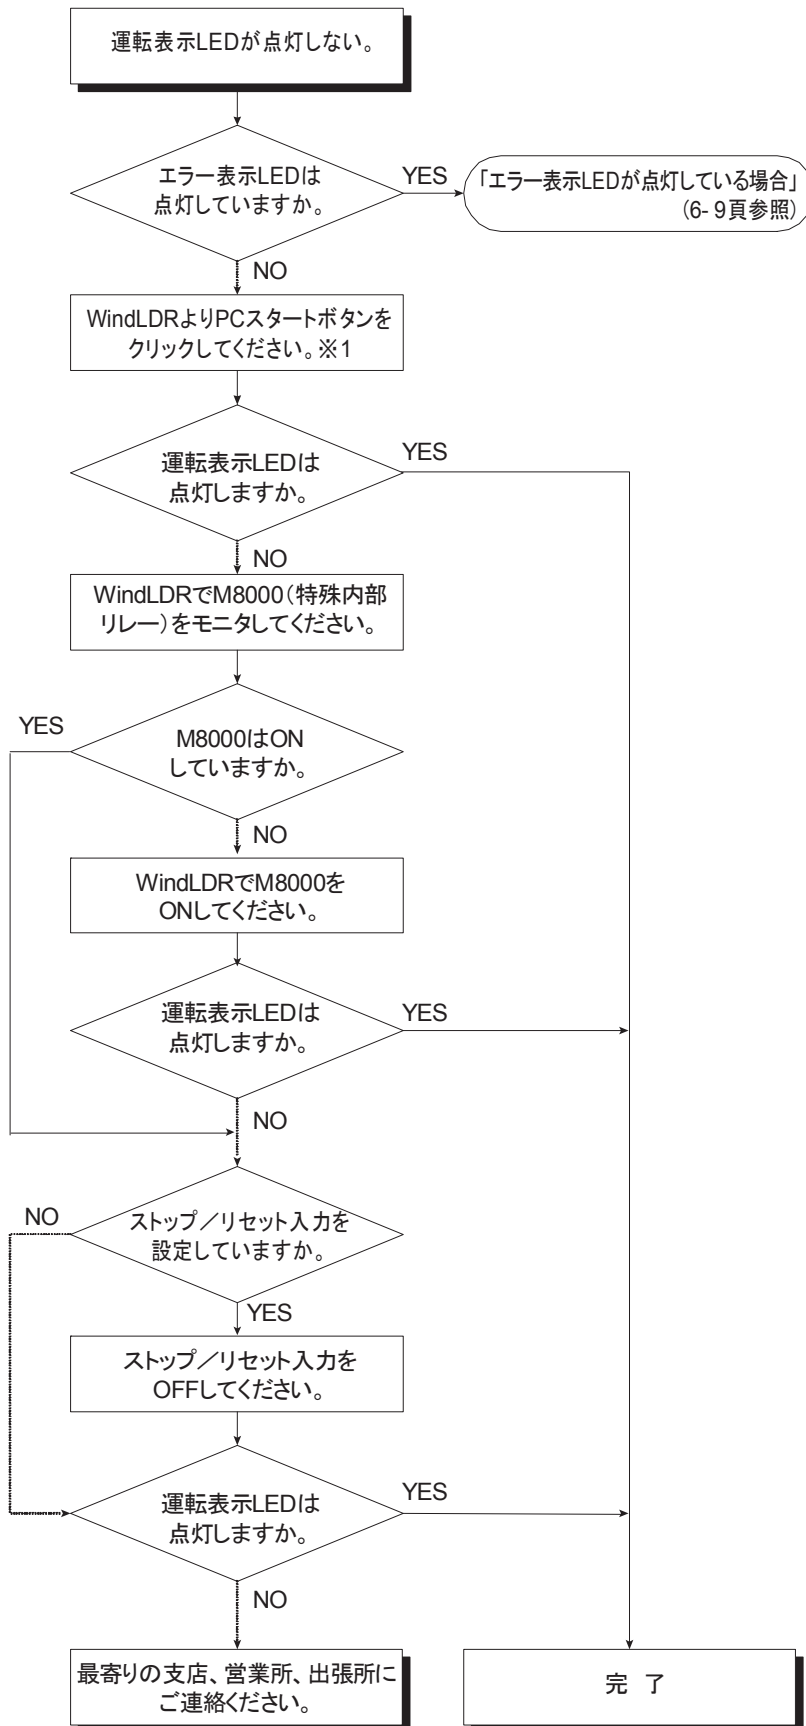 運転表示LEDが点灯しない。
エラー表示LEDは
点灯していますか。
YES
「エラー表示LEDが点灯している場合」
(6- 9頁参照)
NO
WindLDRよりPCスタートボタンを
クリックしてください。※1
運転表示LEDは
点灯しますか。
YES
NO
WindLDRでM8000(特殊内部
リレー)をモニタしてください。
YES
M8000はON
していますか。
NO
WindLDRでM8000を
ONしてください。
運転表示LEDは
点灯しますか。
YES
NO
NO
ストップ/リセット入力を
設定していますか。
YES
ストップ/リセット入力を
OFFしてください。
運転表示LEDは
点灯しますか。
YES
NO
最寄りの支店、営業所、出張所に
ご連絡ください。
完 了